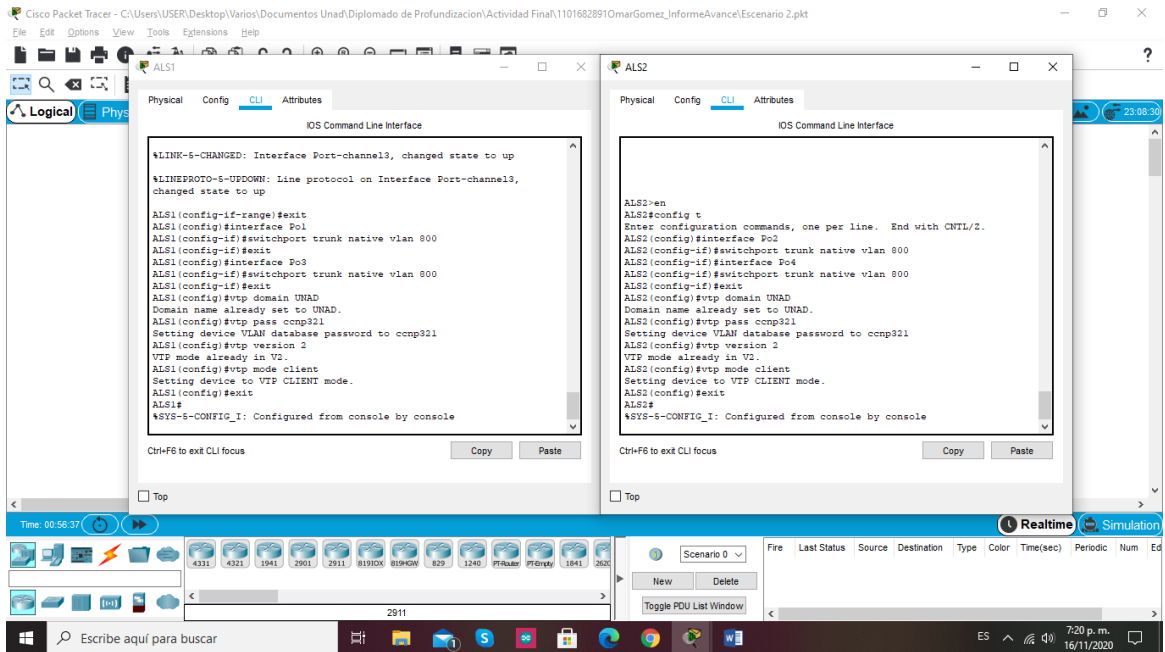 Cisco Packet Tracer - C:\Users\USER\Desktop\Varios\Documentos Unad\Diplomado de Profundizacion\Actividad Final\1101682891OmarGomez_InformeAvance\Escenario 2.pkt
File Edit Options View Tools Extensions Help
Logical Phys
23:08:30
ALS1
Physical Config CLI Attributes
IOS Command Line Interface
%LINK-5-CHANGED: Interface Port-channel3, changed state to up
%LINEPROTO-5-UPDOWN: Line protocol on Interface Port-channel3,
changed state to up
ALS1(config-if-range)#exit
ALS1(config)#interface Po1
ALS1(config-if)#switchport trunk native vlan 800
ALS1(config-if)#exit
ALS1(config)#interface Po3
ALS1(config-if)#switchport trunk native vlan 800
ALS1(config-if)#exit
ALS1(config)#vtp domain UNAD
Domain name already set to UNAD.
ALS1(config)#vtp pass ccnp321
Setting device VLAN database password to ccnp321
ALS1(config)#vtp version 2
VTP mode already in V2.
ALS1(config)#vtp mode client
Setting device to VTP CLIENT mode.
ALS1(config)#exit
ALS1#
%SYS-5-CONFIG_I: Configured from console by console
Ctrl+F6 to exit CLI focus
Copy Paste
Top
ALS2
Physical Config CLI Attributes
IOS Command Line Interface
ALS2>en
ALS2#config t
Enter configuration commands, one per line. End with CNTL/Z.
ALS2(config)#interface Po2
ALS2(config-if)#switchport trunk native vlan 800
ALS2(config-if)#interface Po4
ALS2(config-if)#switchport trunk native vlan 800
ALS2(config-if)#exit
ALS2(config)#vtp domain UNAD
Domain name already set to UNAD.
ALS2(config)#vtp pass ccnp321
Setting device VLAN database password to ccnp321
ALS2(config)#vtp version 2
VTP mode already in V2.
ALS2(config)#vtp mode client
Setting device to VTP CLIENT mode.
ALS2(config)#exit
ALS2#
%SYS-5-CONFIG_I: Configured from console by console
Ctrl+F6 to exit CLI focus
Copy Paste
Top
Time: 00:56:37
Realtime Simulation
4331 4321 1941 2901 2911 819IOX 819HGW 829 1240 PT-Router PT-Empty 1841 262
2911
Scenario 0
New Delete
Toggle PDU List Window
Fire Last Status Source Destination Type Color Time(sec) Periodic Num Ed
Escribe aquí para buscar
ES
7:20 p. m.
16/11/2020